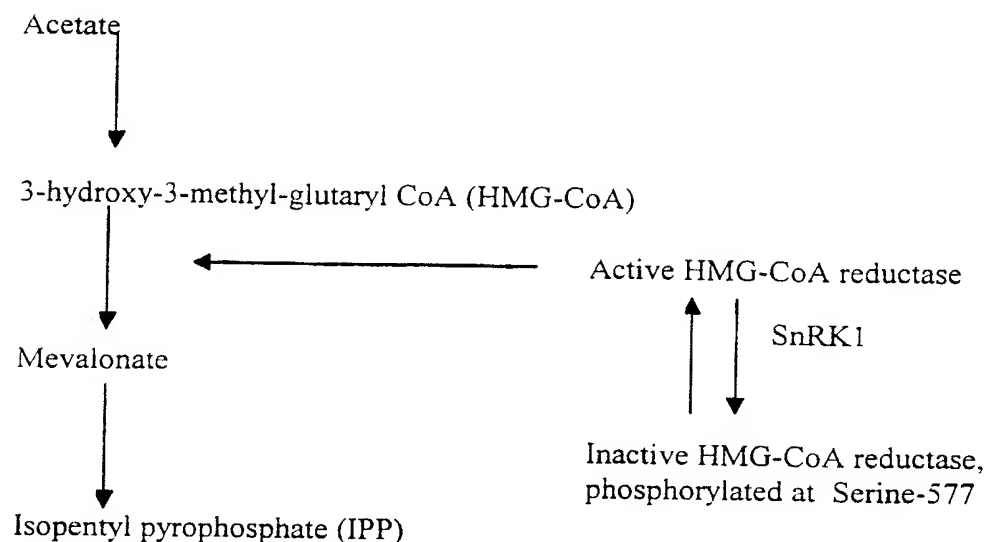 Acetate
3-hydroxy-3-methyl-glutaryl CoA (HMG-CoA)
Active HMG-CoA reductase
SnRK1
Mevalonate
Inactive HMG-CoA reductase,
phosphorylated at Serine-577
Isopentyl pyrophosphate (IPP)